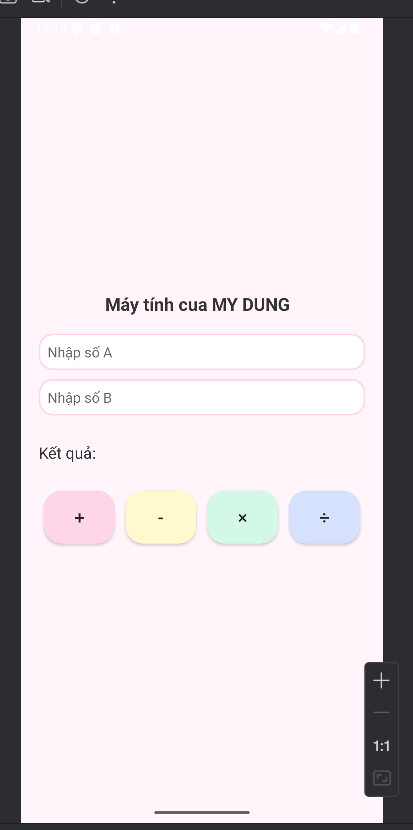 Máy tính cua MY DUNG
Nhập số A
Nhập số B
Kết quả:
+ - × ÷
1:1